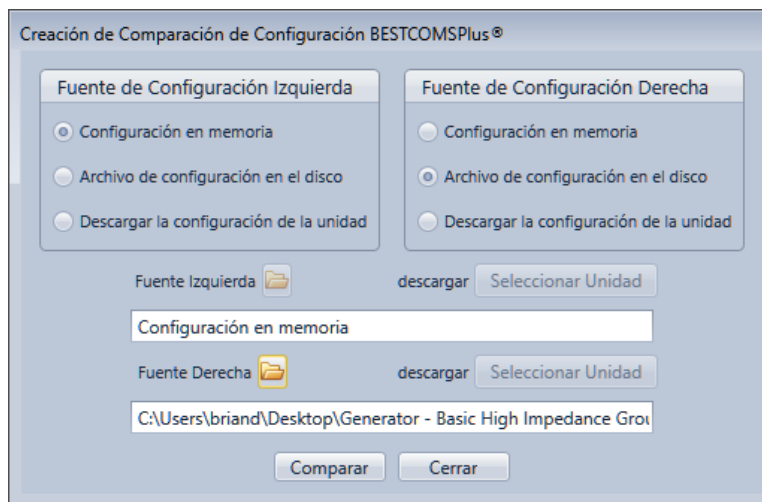 Creación de Comparación de Configuración BESTCOMSPlus®
Fuente de Configuración Izquierda
Configuración en memoria
Archivo de configuración en el disco
Descargar la configuración de la unidad
Fuente de Configuración Derecha
Configuración en memoria
Archivo de configuración en el disco
Descargar la configuración de la unidad
Fuente Izquierda
descargar
Seleccionar Unidad
Configuración en memoria
Fuente Derecha
descargar
Seleccionar Unidad
C:\Users\briand\Desktop\Generator - Basic High Impedance
Comparar
Cerrar